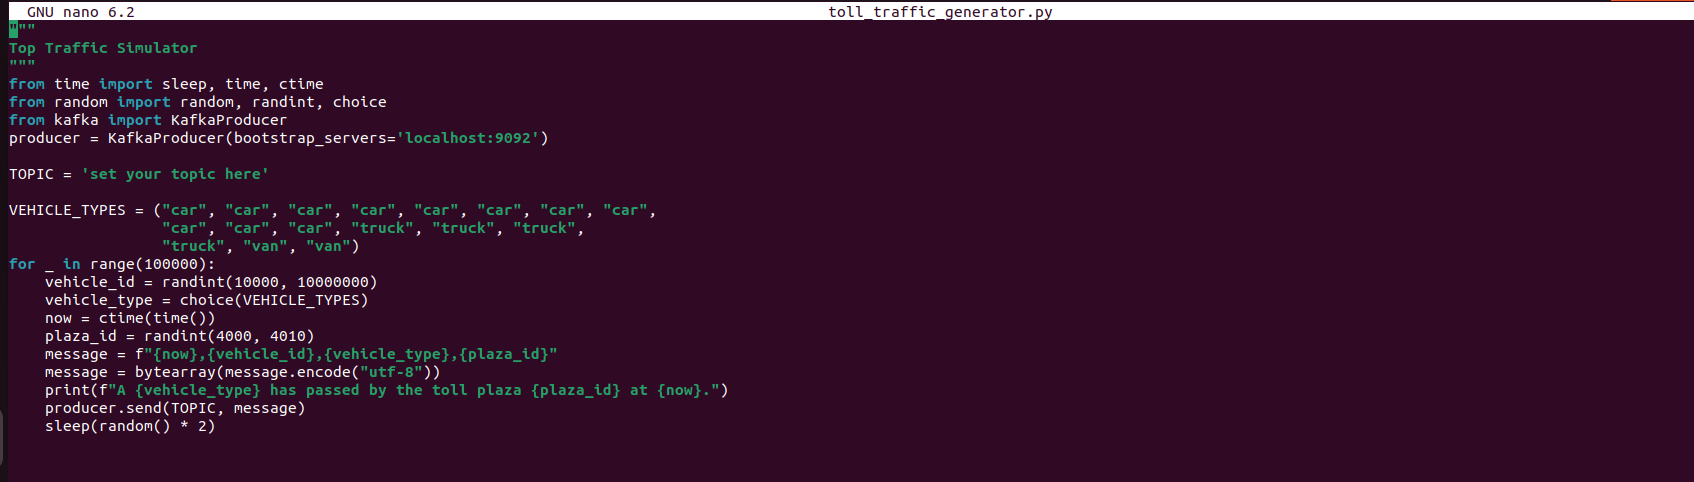 GNU nano 6.2 toll_traffic_generator.py
"""
Top Traffic Simulator
"""
from time import sleep, time, ctime
from random import random, randint, choice
from kafka import KafkaProducer
producer = KafkaProducer(bootstrap_servers='localhost:9092')

TOPIC = 'set your topic here'

VEHICLE_TYPES = ("car", "car", "car", "car", "car", "car", "car", "car",
                 "car", "car", "car", "truck", "truck", "truck",
                 "truck", "van", "van")
for _ in range(100000):
    vehicle_id = randint(10000, 10000000)
    vehicle_type = choice(VEHICLE_TYPES)
    now = ctime(time())
    plaza_id = randint(4000, 4010)
    message = f"{now},{vehicle_id},{vehicle_type},{plaza_id}"
    message = bytearray(message.encode("utf-8"))
    print(f"A {vehicle_type} has passed by the toll plaza {plaza_id} at {now}.")
    producer.send(TOPIC, message)
    sleep(random() * 2)